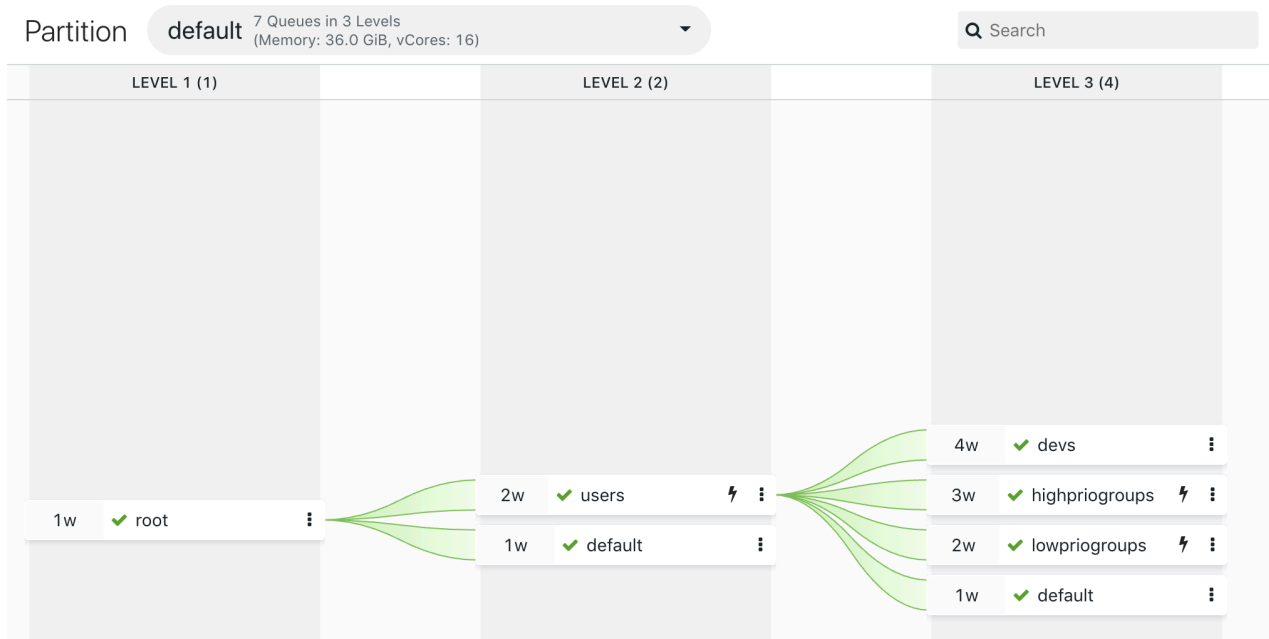 Partition
default
7 Queues in 3 Levels
(Memory: 36.0 GiB, vCores: 16)
Search
LEVEL 1 (1)
LEVEL 2 (2)
LEVEL 3 (4)
1w root
2w users
1w default
4w devs
3w highpriogroups
2w lowpriogroups
1w default